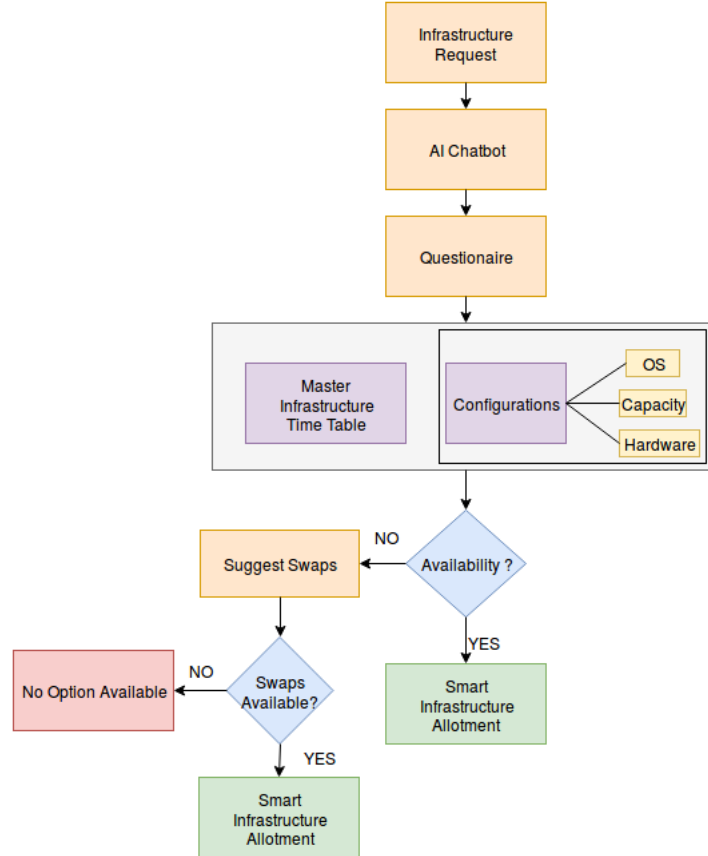 Infrastructure
Request
AI Chatbot
Questionaire
Master
Infrastructure
Time Table
Configurations
OS
Capacity
Hardware
Availability ?
NO
Suggest Swaps
YES
Smart
Infrastructure
Allotment
Swaps
Available?
NO
No Option Available
YES
Smart
Infrastructure
Allotment